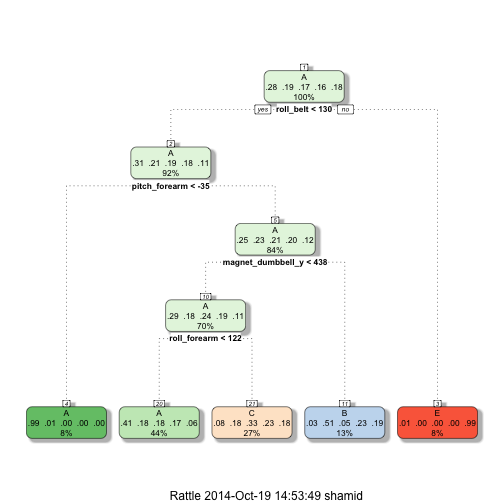 1
A
.28 .19 .17 .16 .18
100%
yes roll_belt < 130 no
2
A
.31 .21 .19 .18 .11
92%
pitch_forearm < -35
5
A
.25 .23 .21 .20 .12
84%
magnet_dumbbell_y < 438
10
A
.29 .18 .24 .19 .11
70%
roll_forearm < 122
4
A
.99 .01 .00 .00 .00
8%
20
A
.41 .18 .18 .17 .06
44%
21
C
.08 .18 .33 .23 .18
27%
11
B
.03 .51 .05 .23 .19
13%
3
E
.01 .00 .00 .00 .99
8%
Rattle 2014-Oct-19 14:53:49 shamid